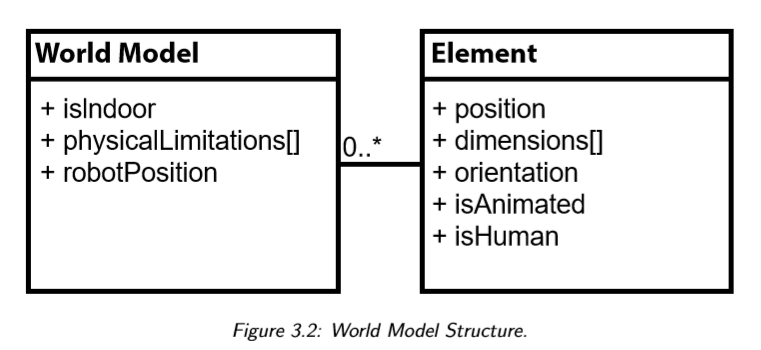 World Model
+ isIndoor
+ physicalLimitations[]
+ robotPosition
0..*
Element
+ position
+ dimensions[]
+ orientation
+ isAnimated
+ isHuman
Figure 3.2: World Model Structure.